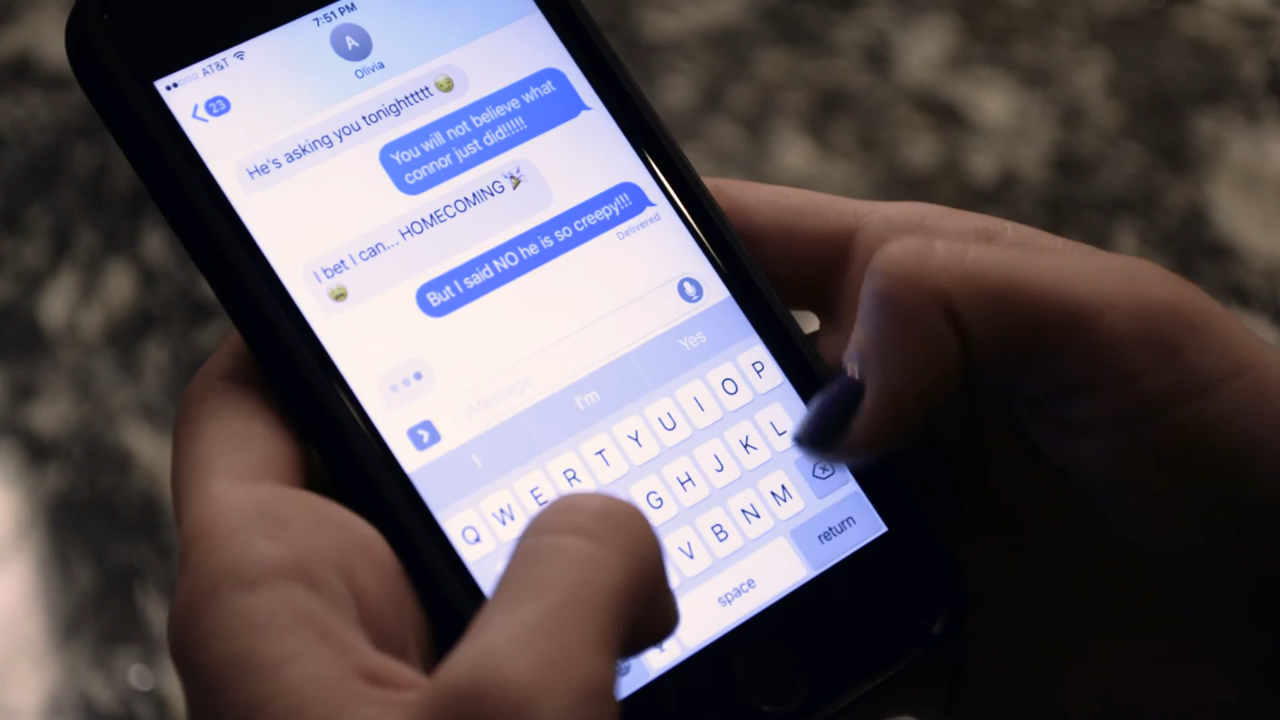 7:51 PM
AT&T
A
23
Olivia
He's asking you tonighttttt 😏
You will not believe what
connor just did!!!!!
I bet I can... HOMECOMING 🎉
😩
But I said NO he is so creepy!!!
Delivered
iMessage
I I'm Yes
Q W E R T Y U I O P
G H J K L
V B N M
space return